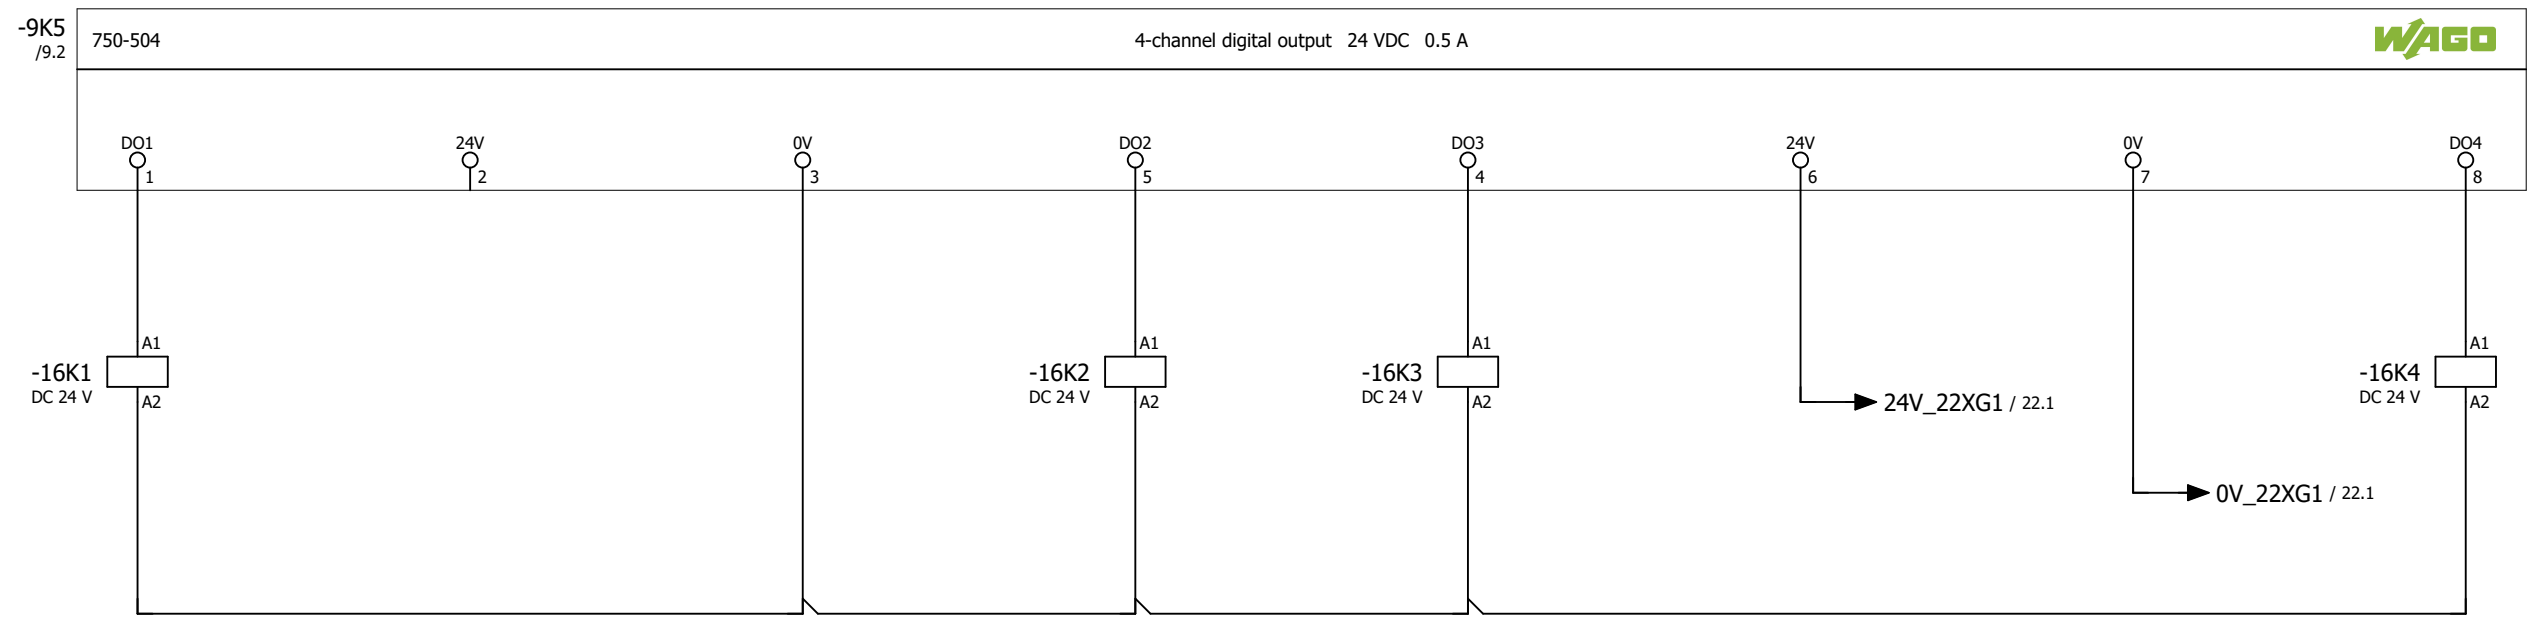 -9K5
/9.2
750-504
4-channel digital output 24 VDC 0.5 A
WAGO
DO1
24V
0V
DO2
DO3
24V
0V
DO4
1
2
3
5
4
6
7
8
A1
A1
A1
A1
-16K1
DC 24 V
-16K2
DC 24 V
-16K3
DC 24 V
-16K4
DC 24 V
A2
A2
A2
A2
24V_22XG1 / 22.1
0V_22XG1 / 22.1